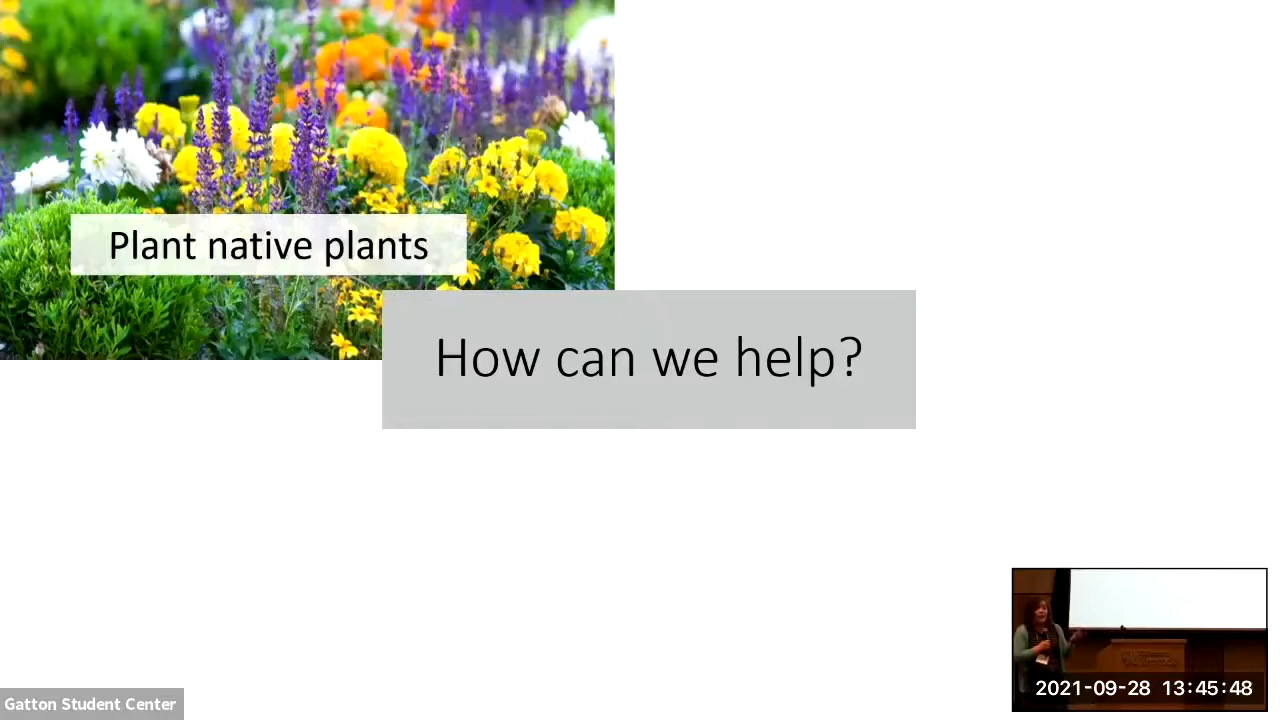 Plant native plants
How can we help?
Gatton Student Center
2021-09-28 13:45:48